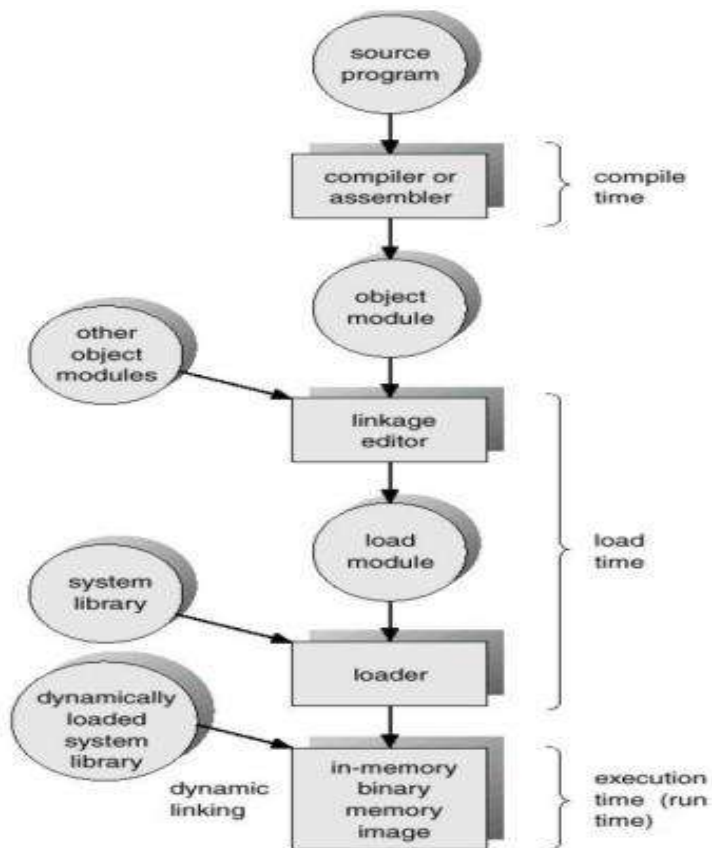 source
program
compiler or
assembler
compile
time
object
module
other
object
modules
linkage
editor
load
module
load
time
system
library
loader
dynamically
loaded
system
library
dynamic
linking
in-memory
binary
memory
image
execution
time (run
time)